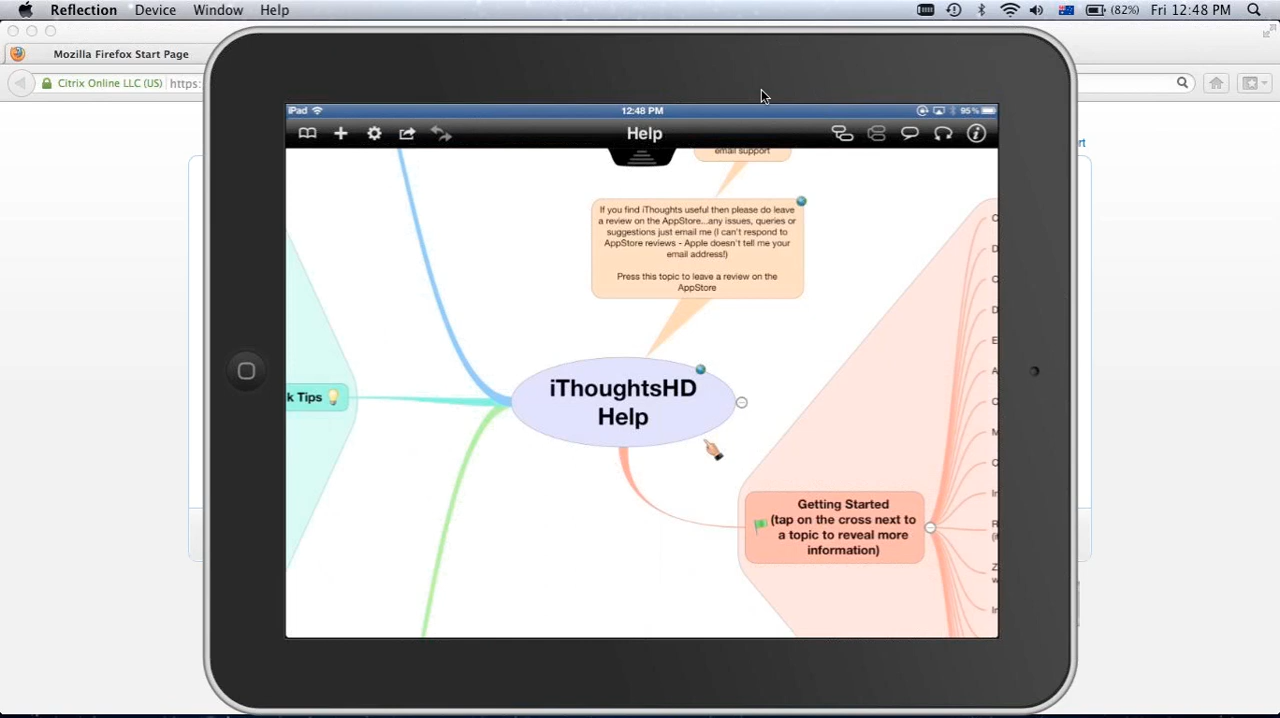 Reflection Device Window Help (82%) Fri 12:48 PM
Mozilla Firefox Start Page
Citrix Online LLC (US) https:
iPad 12:48 PM 95%
Help
email support
If you find iThoughts useful then please do leave
a review on the AppStore...any issues, queries or
suggestions just email me (I can't respond to
AppStore reviews - Apple doesn't tell me your
email address!)
Press this topic to leave a review on the
AppStore
iThoughtsHD
Help
k Tips
Getting Started
(tap on the cross next to
a topic to reveal more
information)